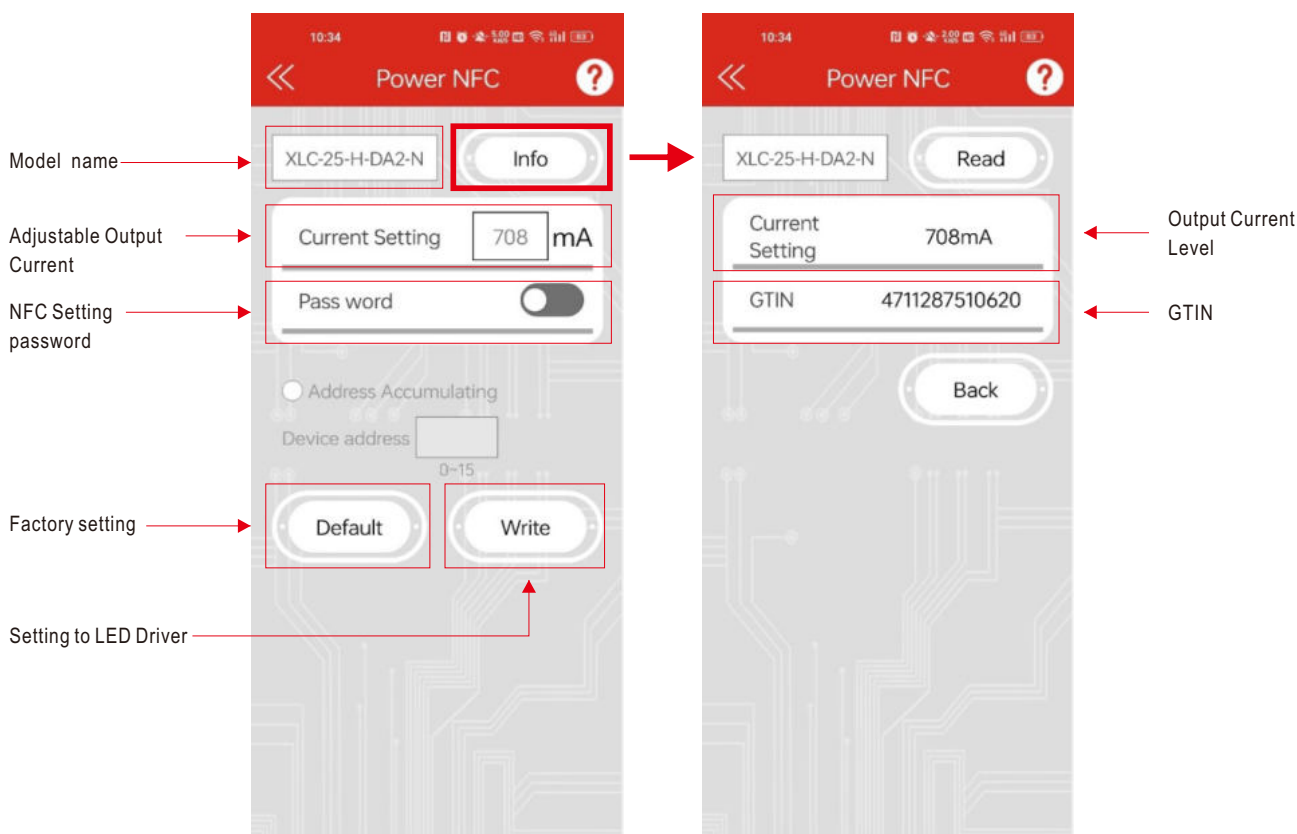 10:34
Power NFC
?
Model name
XLC-25-H-DA2-N
Info
Adjustable Output
Current
Current Setting
708
mA
NFC Setting
password
Pass word
Address Accumulating
Device address
0~15
Factory setting
Default
Write
Setting to LED Driver
10:34
Power NFC
?
XLC-25-H-DA2-N
Read
Current
Setting
708mA
Output Current
Level
GTIN
4711287510620
GTIN
Back